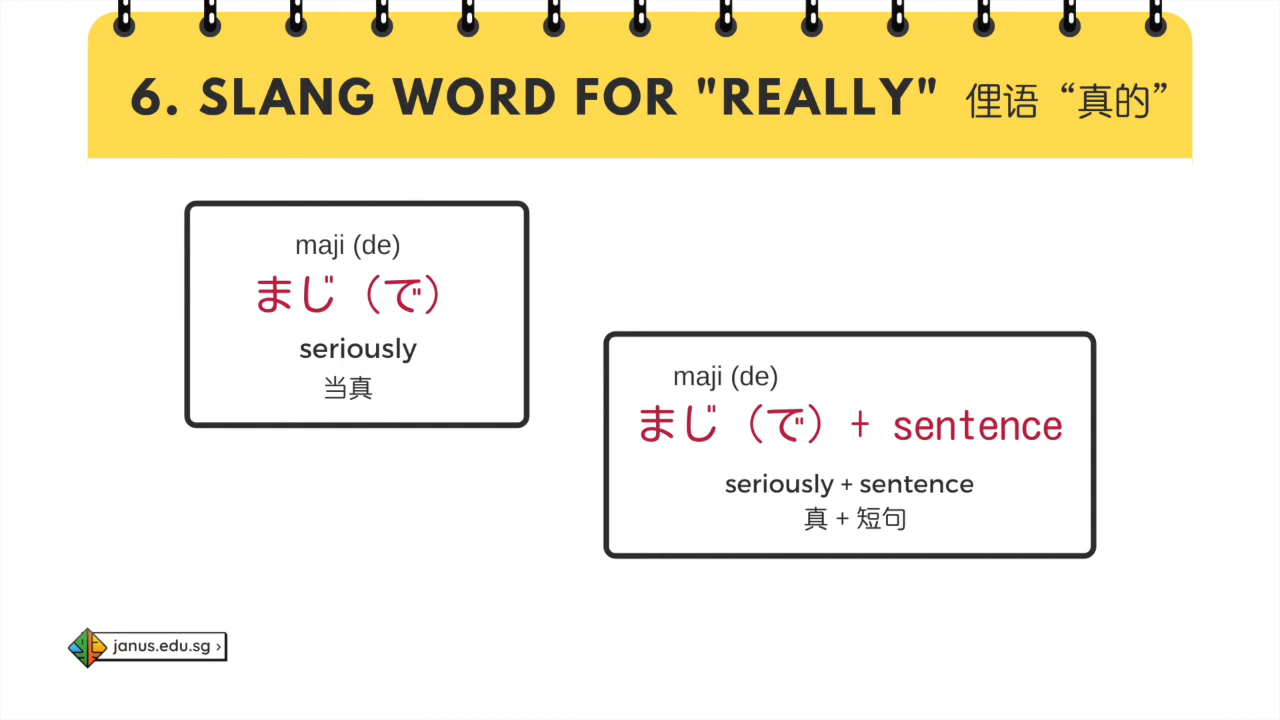 6. SLANG WORD FOR "REALLY" 俚语“真的”
maji (de)
まじ（で）
seriously
当真
maji (de)
まじ（で）+ sentence
seriously + sentence
真 + 短句
janus.edu.sg ›